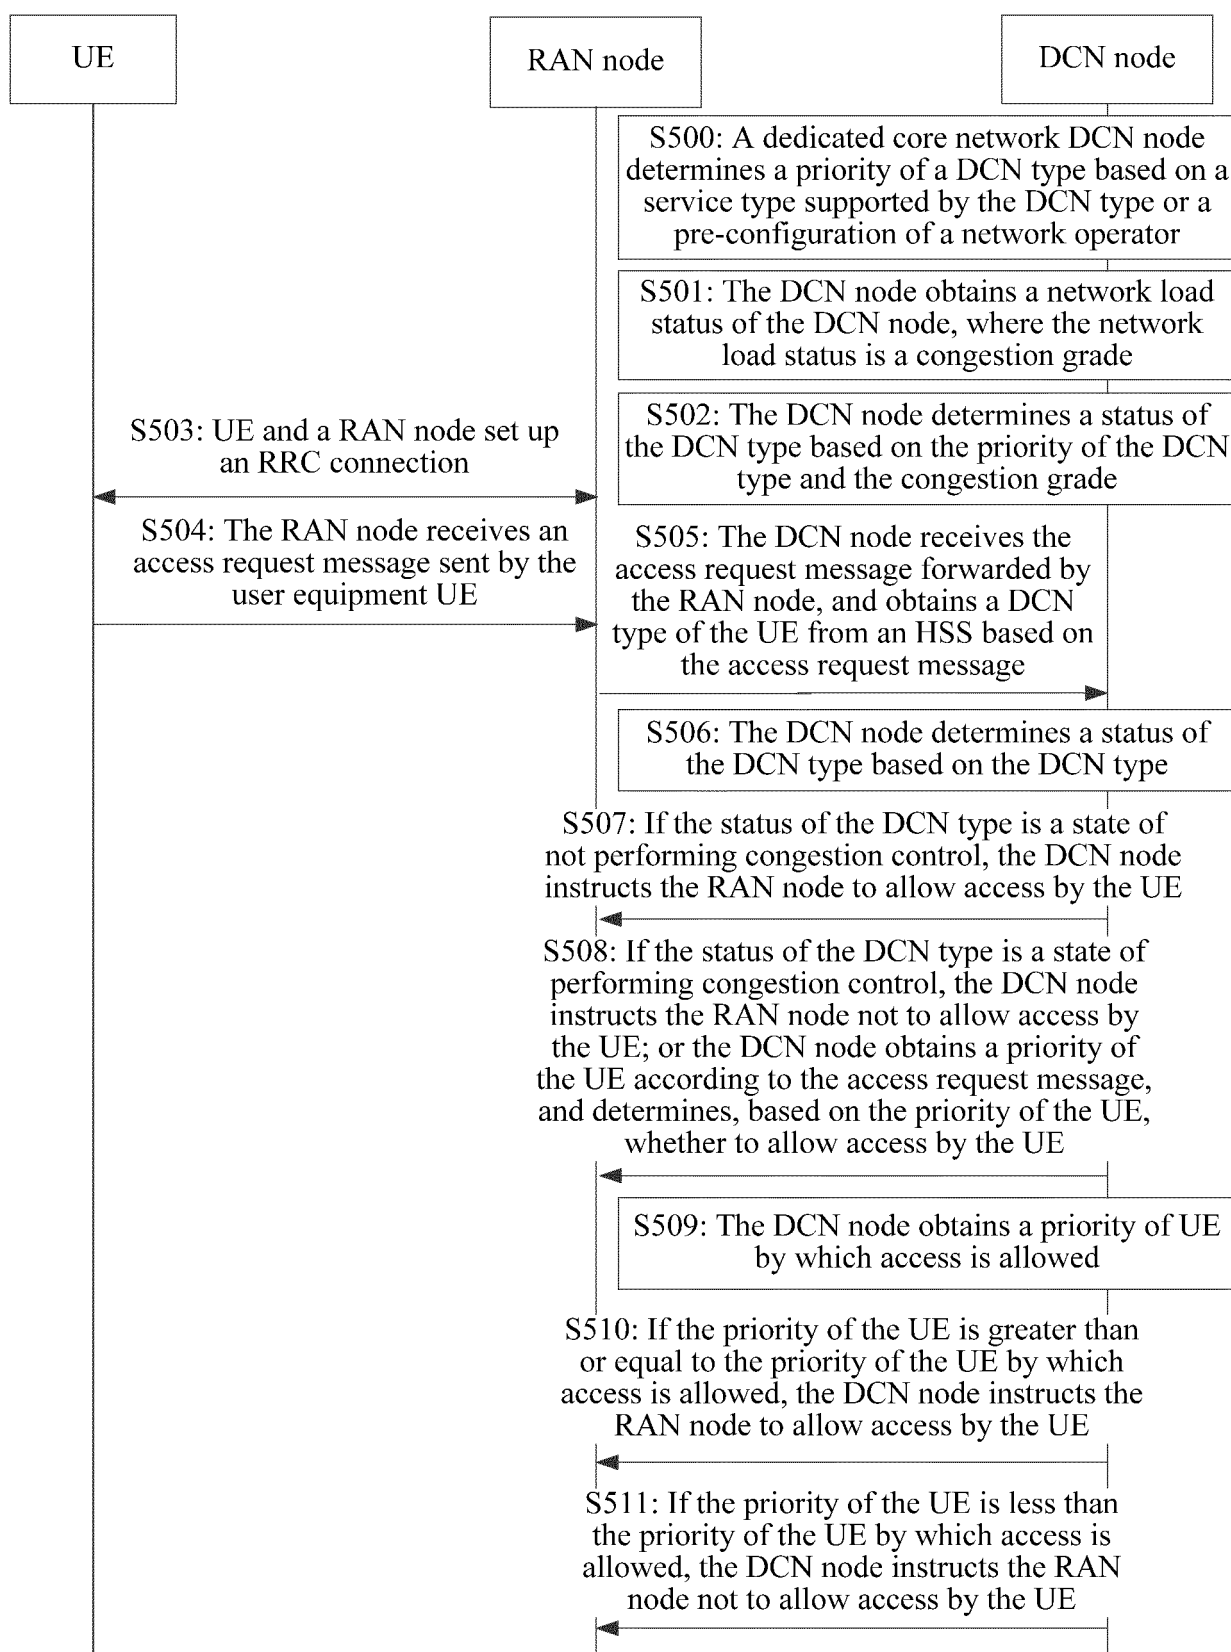 UE
RAN node
DCN node
S500: A dedicated core network DCN node
determines a priority of a DCN type based on a
service type supported by the DCN type or a
pre-configuration of a network operator
S501: The DCN node obtains a network load
status of the DCN node, where the network
load status is a congestion grade
S502: The DCN node determines a status of
the DCN type based on the priority of the DCN
type and the congestion grade
S503: UE and a RAN node set up
an RRC connection
S504: The RAN node receives an
access request message sent by the
user equipment UE
S505: The DCN node receives the
access request message forwarded by
the RAN node, and obtains a DCN
type of the UE from an HSS based on
the access request message
S506: The DCN node determines a status of
the DCN type based on the DCN type
S507: If the status of the DCN type is a state of
not performing congestion control, the DCN node
instructs the RAN node to allow access by the UE
S508: If the status of the DCN type is a state of
performing congestion control, the DCN node
instructs the RAN node not to allow access by
the UE; or the DCN node obtains a priority of
the UE according to the access request message,
and determines, based on the priority of the UE,
whether to allow access by the UE
S509: The DCN node obtains a priority of UE
by which access is allowed
S510: If the priority of the UE is greater than
or equal to the priority of the UE by which
access is allowed, the DCN node instructs the
RAN node to allow access by the UE
S511: If the priority of the UE is less than
the priority of the UE by which access is
allowed, the DCN node instructs the RAN
node not to allow access by the UE